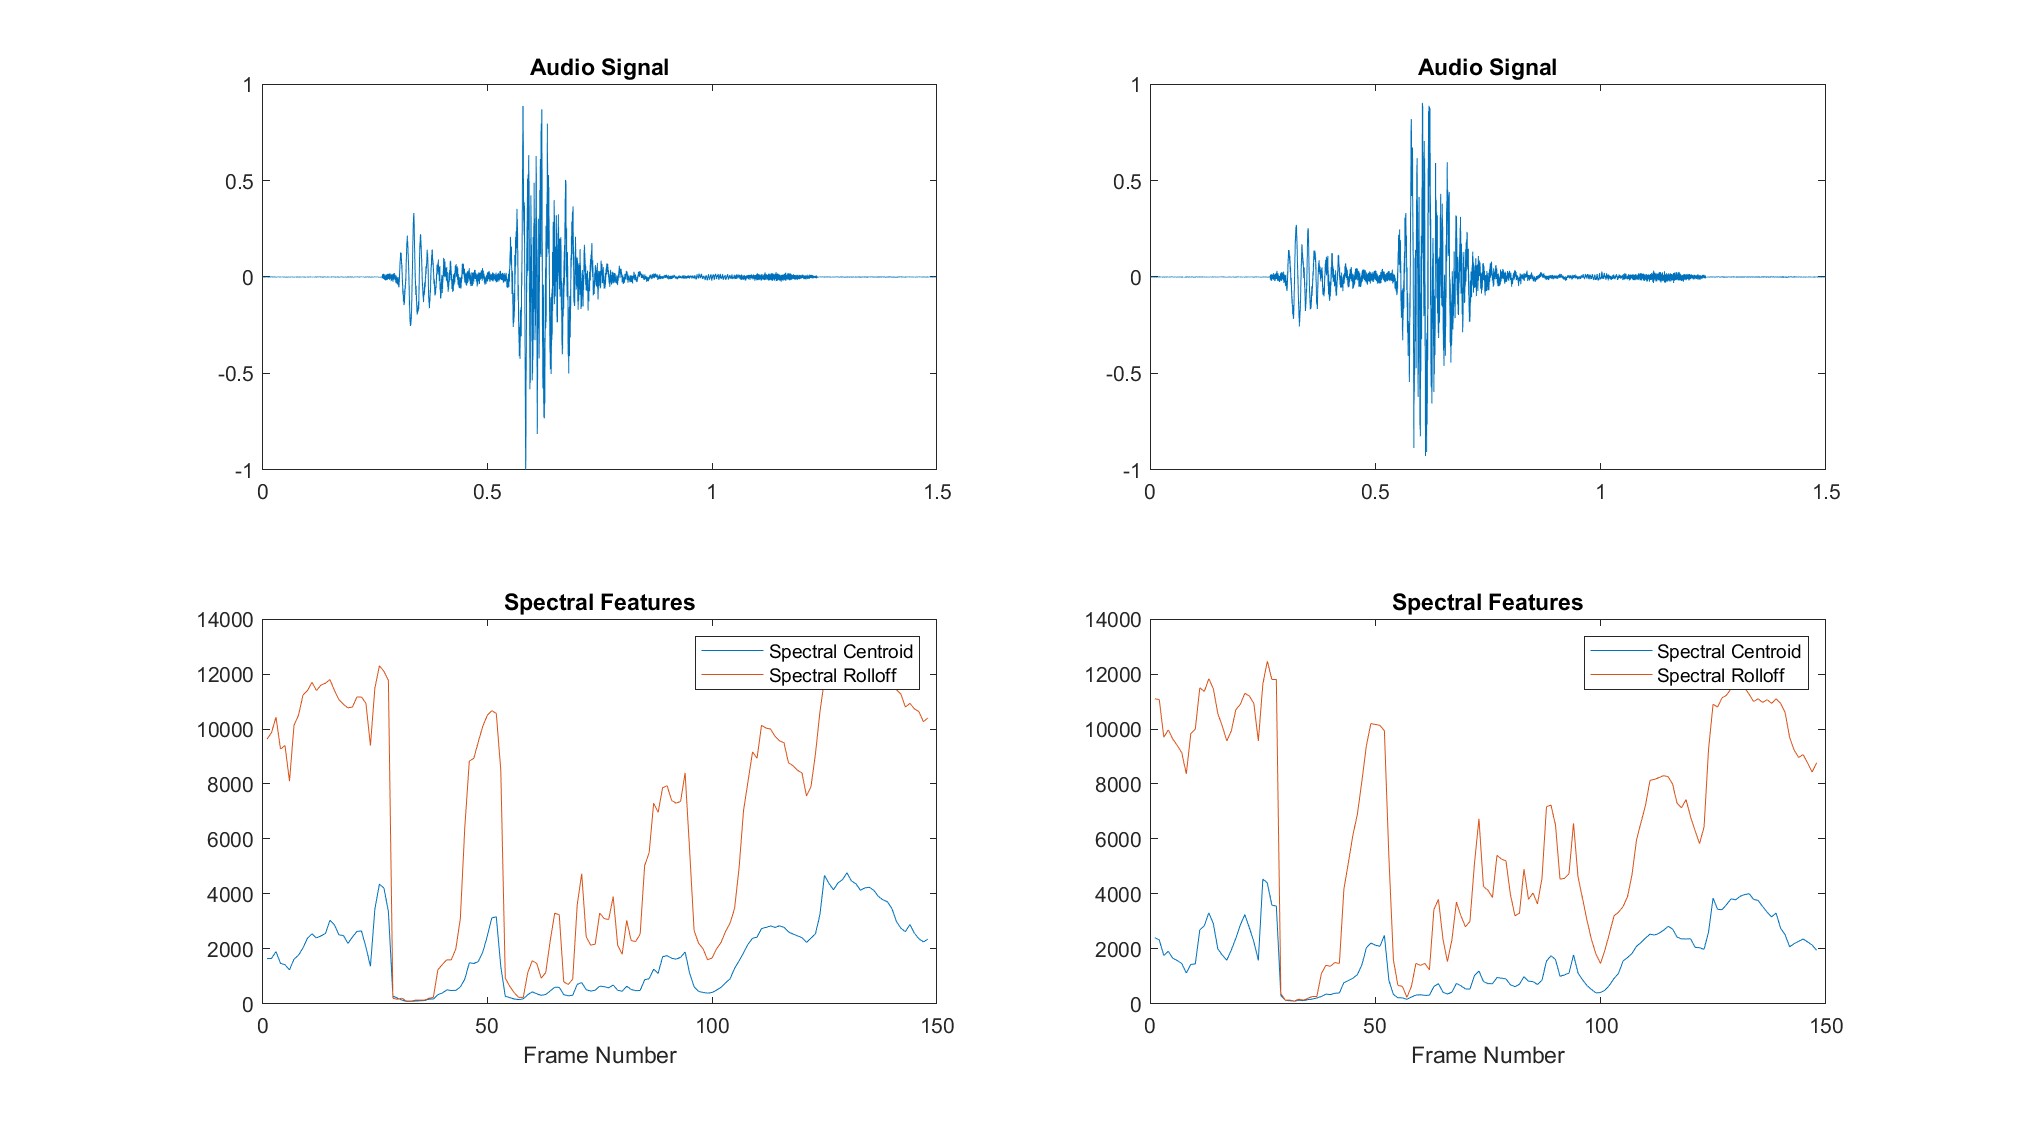 Audio Signal
1
0.5
0
-0.5
-1
0 0.5 1 1.5
Audio Signal
1
0.5
0
-0.5
-1
0 0.5 1 1.5
Spectral Features
14000
12000
10000
8000
6000
4000
2000
0
Spectral Centroid
Spectral Rolloff
0 50 100 150
Frame Number
Spectral Features
14000
12000
10000
8000
6000
4000
2000
0
Spectral Centroid
Spectral Rolloff
0 50 100 150
Frame Number